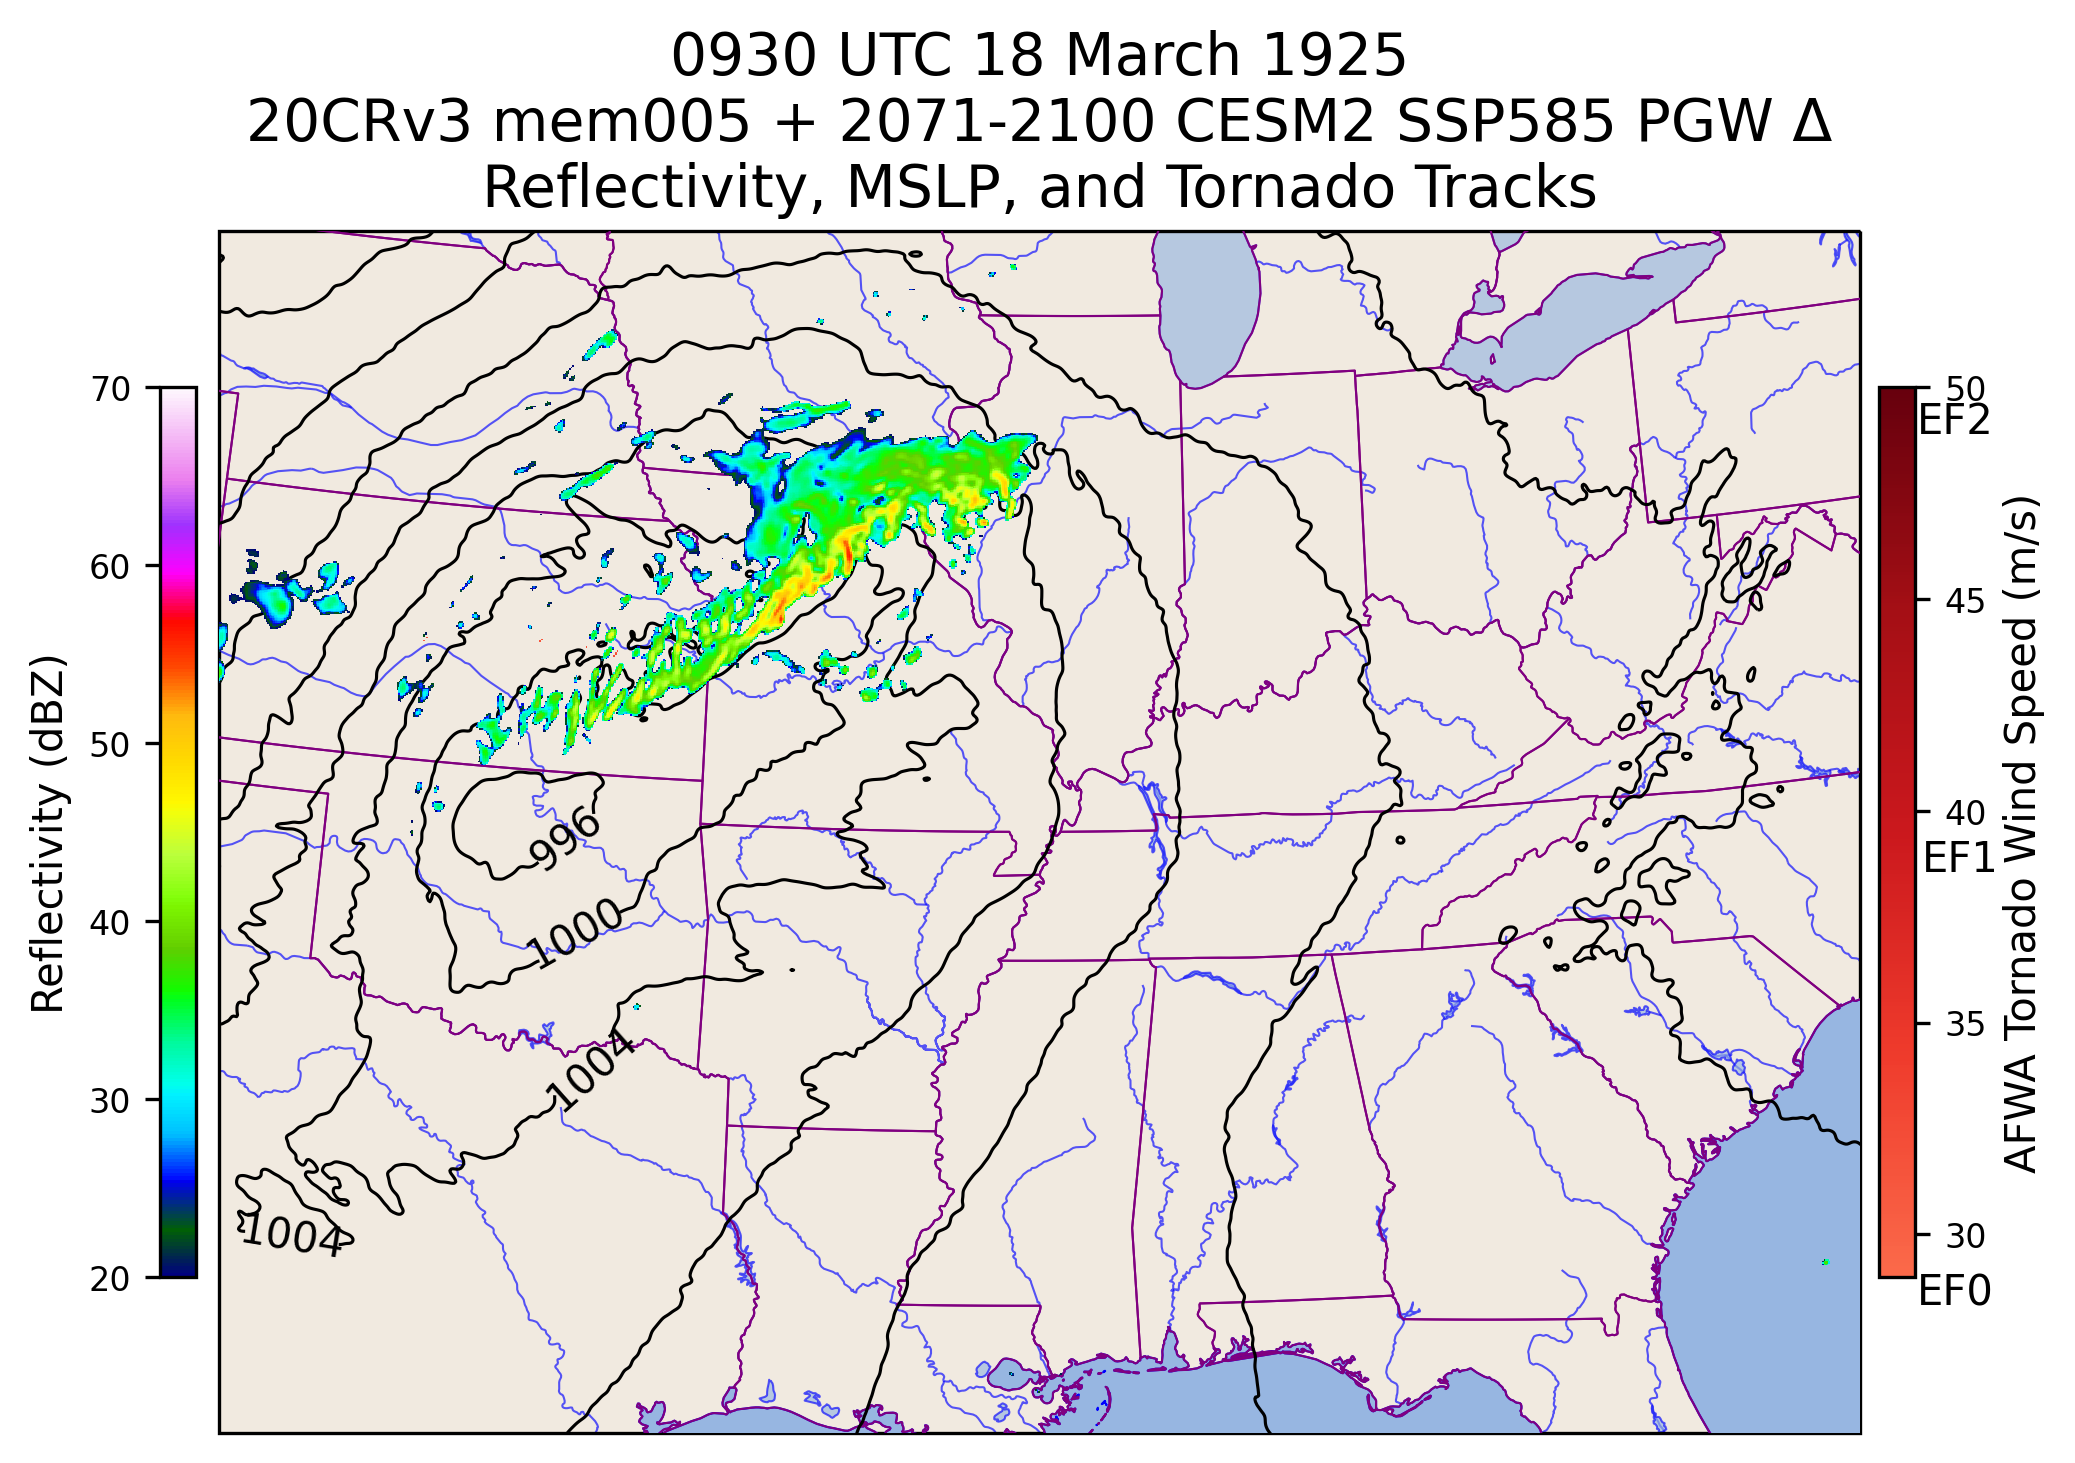 0930 UTC 18 March 1925
20CRv3 mem005 + 2071-2100 CESM2 SSP585 PGW Δ
Reflectivity, MSLP, and Tornado Tracks
70
60
50
40
30
20
Reflectivity (dBZ)
996
1000
1004
1004
50
EF2
45
40
EF1
35
30
EF0
AFWA Tornado Wind Speed (m/s)